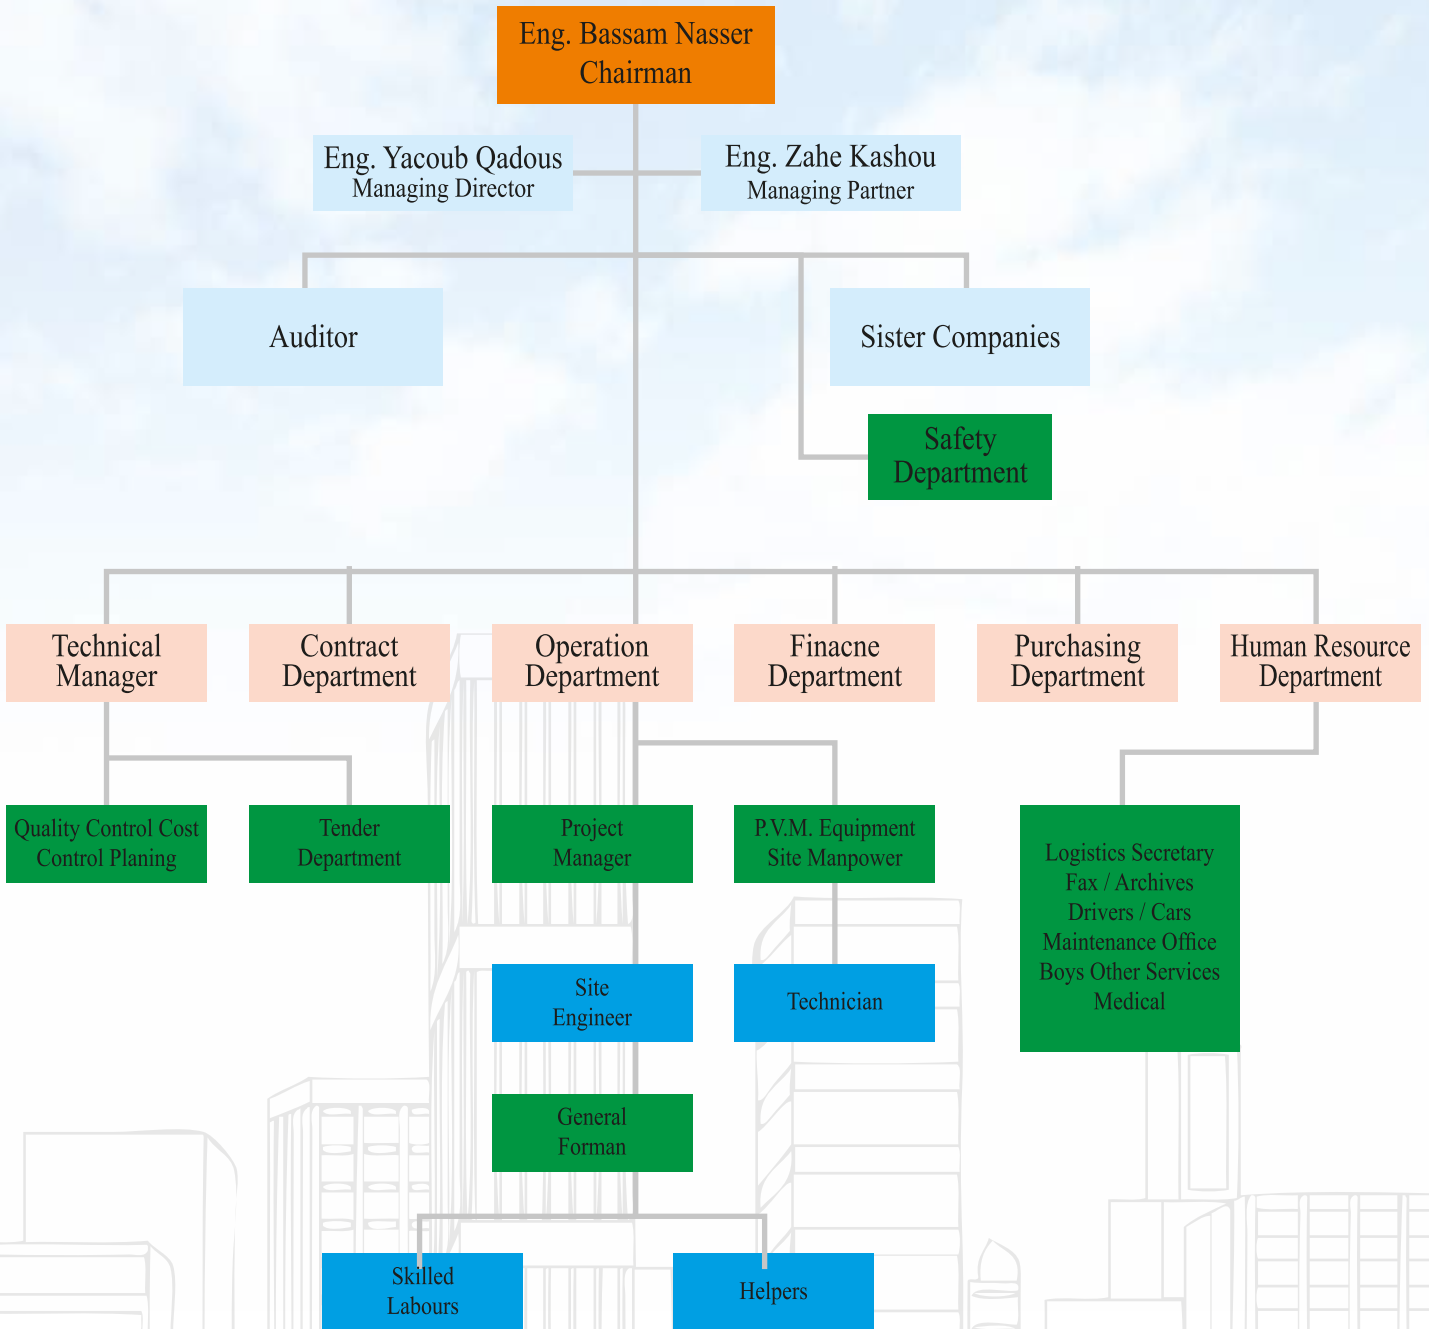 Eng. Bassam Nasser
Chairman
Eng. Yacoub Qadous
Managing Director
Eng. Zahe Kashou
Managing Partner
Auditor
Sister Companies
Safety
Department
Technical
Manager
Contract
Department
Operation
Department
Finacne
Department
Purchasing
Department
Human Resource
Department
Quality Control Cost
Control Planing
Tender
Department
Project
Manager
P.V.M. Equipment
Site Manpower
Logistics Secretary
Fax / Archives
Drivers / Cars
Maintenance Office
Boys Other Services
Medical
Site
Engineer
Technician
General
Forman
Skilled
Labours
Helpers